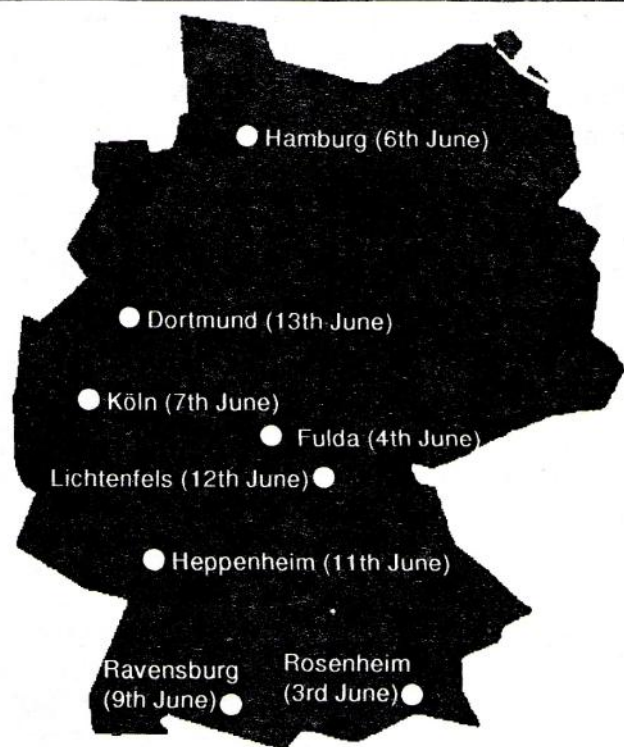 Hamburg (6th June)
Dortmund (13th June)
Köln (7th June)
Fulda (4th June)
Lichtenfels (12th June)
Heppenheim (11th June)
Ravensburg
(9th June)
Rosenheim
(3rd June)